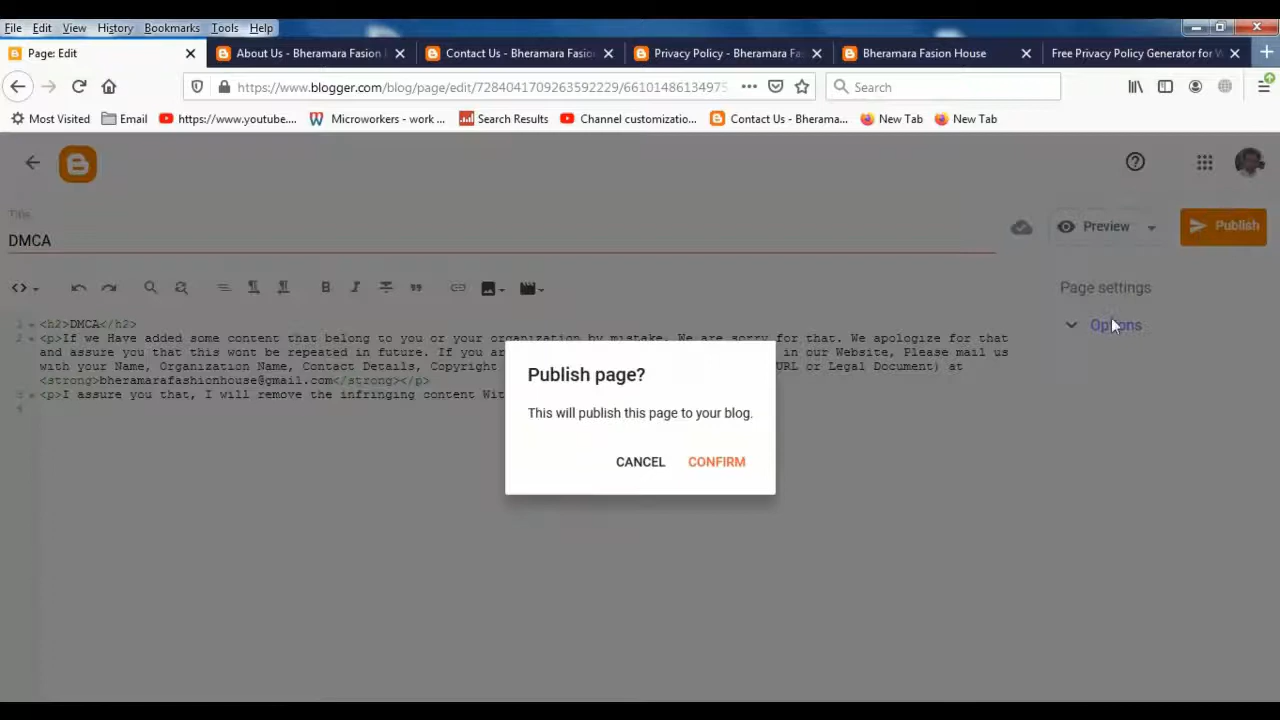 File Edit View History Bookmarks Tools Help
Page: Edit
About Us - Bheramara Fasion
Contact Us - Bheramara Fasio
Privacy Policy - Bheramara Fas
Bheramara Fasion House
Free Privacy Policy Generator for
https://www.blogger.com/blog/page/edit/7284041709263592229/66101486134975
Search
Most Visited Email https://www.youtube.... Microworkers - work ... Search Results Channel customizatio... Contact Us - Bherama... New Tab New Tab
Title
DMCA
Preview
Publish
Page settings
Options
1 <h2>DMCA</h2>
2 <p>If we Have added some content that belong to you or your organization by mistake, We are sorry for that. We apologize for that
and assure you that this wont be repeated in future. If you are in our Website, Please mail us
with your Name, Organization Name, Contact Details, Copyright URL or Legal Document) at
<strong>bheramarafashionhouse@gmail.com</strong></p>
<p>I assure you that, I will remove the infringing content Wit
Publish page?
This will publish this page to your blog.
CANCEL CONFIRM